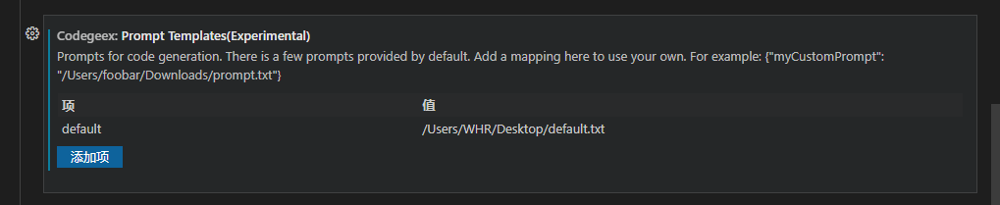 Codegeex: Prompt Templates(Experimental)
Prompts for code generation. There is a few prompts provided by default. Add a mapping here to use your own. For example: {"myCustomPrompt":
"/Users/foobar/Downloads/prompt.txt"}
项 值
default /Users/WHR/Desktop/default.txt
添加项